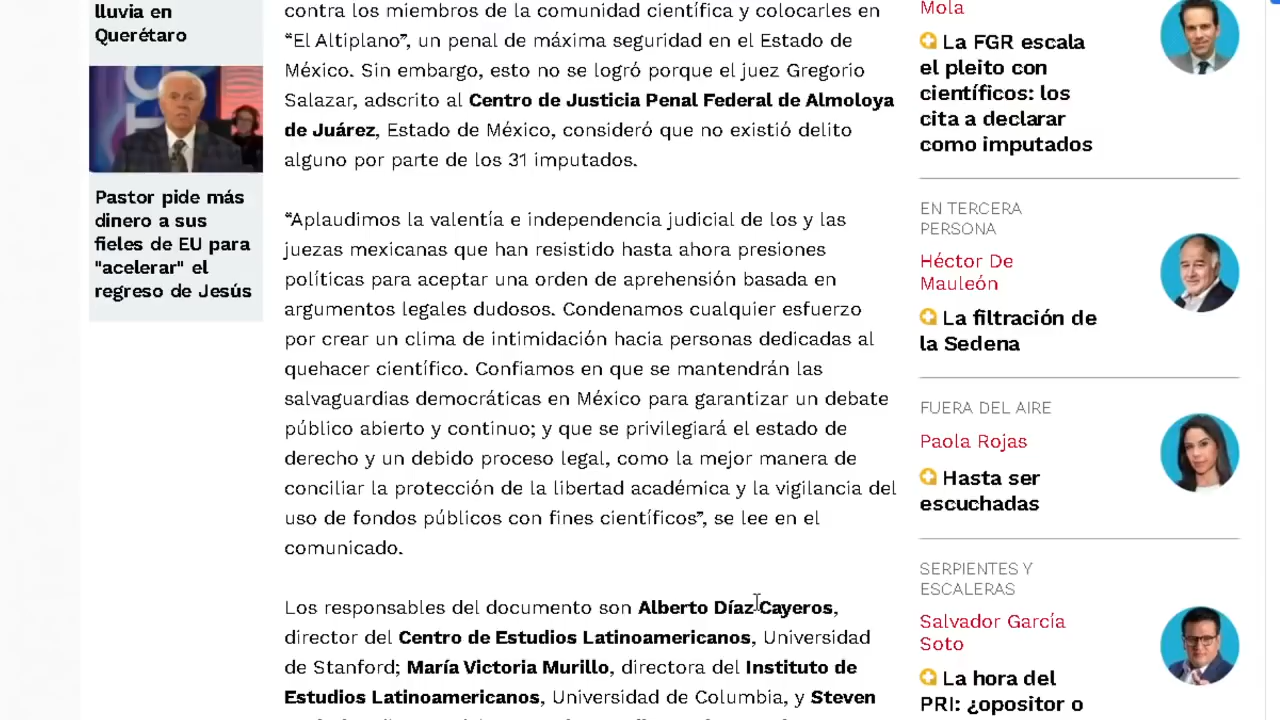 lluvia en
Querétaro
Pastor pide más
dinero a sus
fieles de EU para
"acelerar" el
regreso de Jesús
contra los miembros de la comunidad científica y colocarles en
“El Altiplano”, un penal de máxima seguridad en el Estado de
México. Sin embargo, esto no se logró porque el juez Gregorio
Salazar, adscrito al Centro de Justicia Penal Federal de Almoloya
de Juárez, Estado de México, consideró que no existió delito
alguno por parte de los 31 imputados.
“Aplaudimos la valentía e independencia judicial de los y las
juezas mexicanas que han resistido hasta ahora presiones
políticas para aceptar una orden de aprehensión basada en
argumentos legales dudosos. Condenamos cualquier esfuerzo
por crear un clima de intimidación hacia personas dedicadas al
quehacer científico. Confiamos en que se mantendrán las
salvaguardias democráticas en México para garantizar un debate
público abierto y continuo; y que se privilegiará el estado de
derecho y un debido proceso legal, como la mejor manera de
conciliar la protección de la libertad académica y la vigilancia del
uso de fondos públicos con fines científicos”, se lee en el
comunicado.
Los responsables del documento son Alberto Díaz Cayeros,
director del Centro de Estudios Latinoamericanos, Universidad
de Stanford; María Victoria Murillo, directora del Instituto de
Estudios Latinoamericanos, Universidad de Columbia, y Steven
Mola
La FGR escala
el pleito con
científicos: los
cita a declarar
como imputados
EN TERCERA
PERSONA
Héctor De
Mauleón
La filtración de
la Sedena
FUERA DEL AIRE
Paola Rojas
Hasta ser
escuchadas
SERPIENTES Y
ESCALERAS
Salvador García
Soto
La hora del
PRI: ¿opositor o